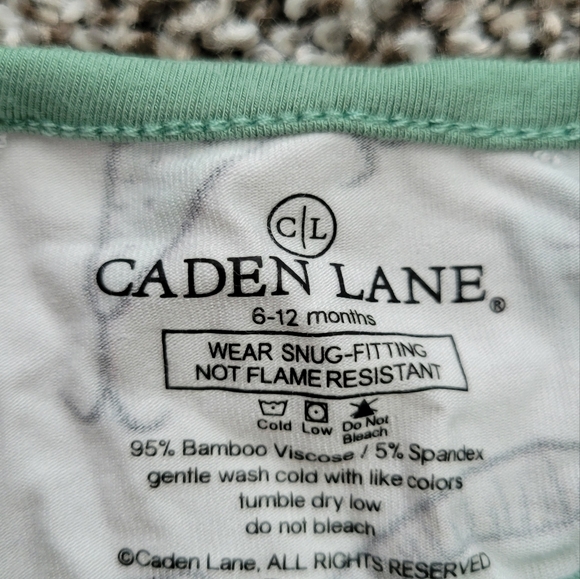 C|L
CADEN LANE®
6-12 months
WEAR SNUG-FITTING
NOT FLAME RESISTANT
Cold Low Do Not
Bleach
95% Bamboo Viscose / 5% Spandex
gentle wash cold with like colors
tumble dry low
do not bleach
©Caden Lane, ALL RIGHTS RESERVED